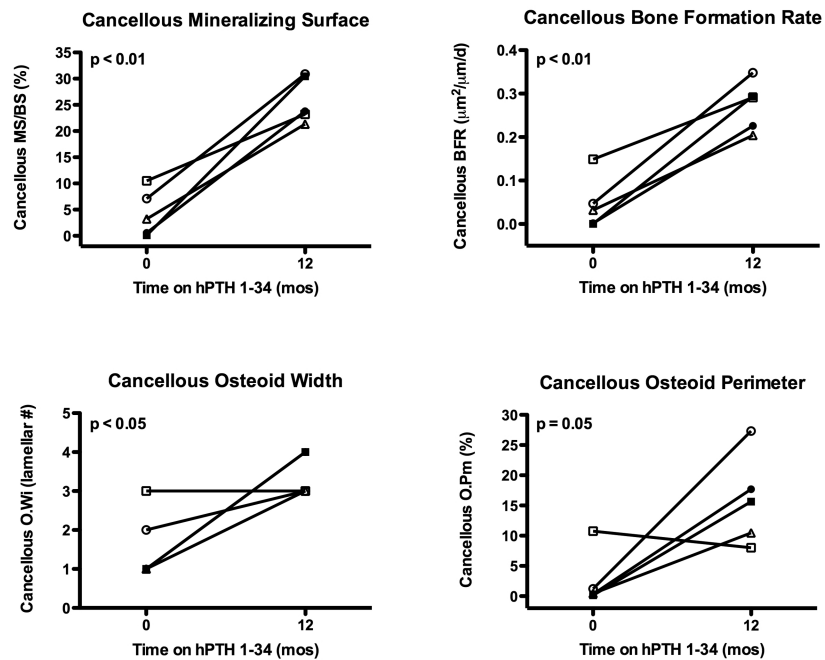 Cancellous Mineralizing Surface
p < 0.01
Cancellous MS/BS (%)
35
30
25
20
15
10
5
0
0
12
Time on hPTH 1-34 (mos)
Cancellous Bone Formation Rate
p < 0.01
Cancellous BFR (μm²/μm/d)
0.4
0.3
0.2
0.1
0.0
0
12
Time on hPTH 1-34 (mos)
Cancellous Osteoid Width
p < 0.05
Cancellous O.Wi (lamellar #)
5
4
3
2
1
0
0
12
Time on hPTH 1-34 (mos)
Cancellous Osteoid Perimeter
p = 0.05
Cancellous O.Pm (%)
30
25
20
15
10
5
0
0
12
Time on hPTH 1-34 (mos)